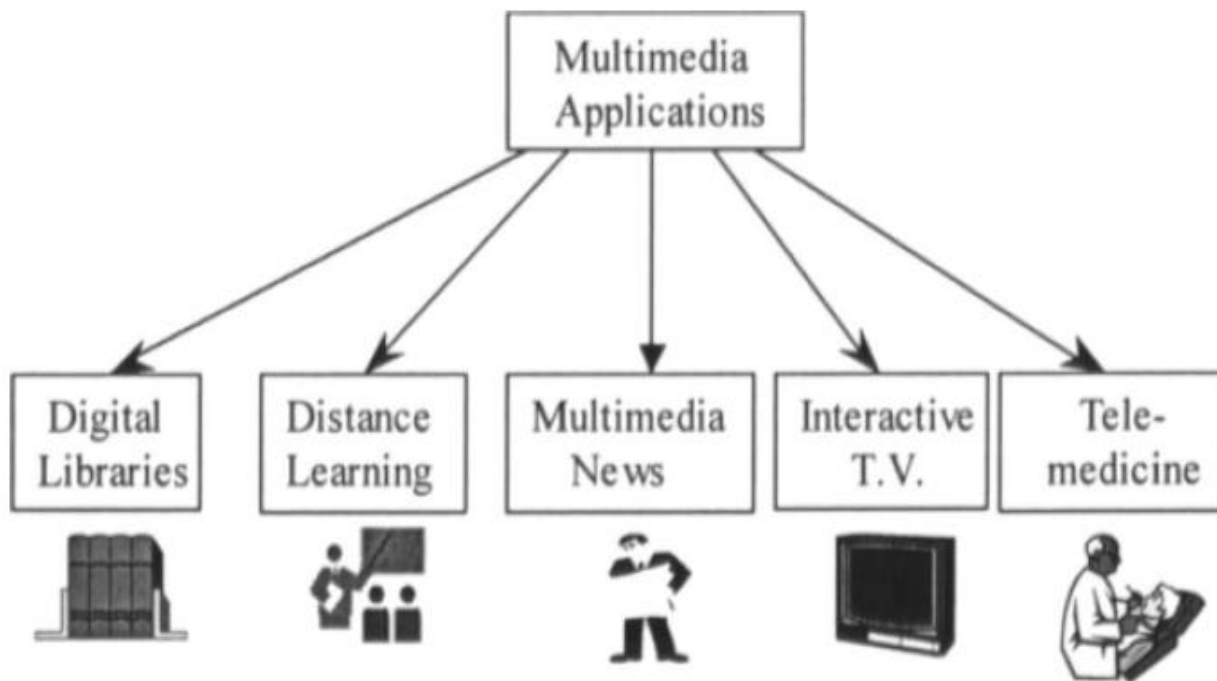 Multimedia
Applications
Digital
Libraries
Distance
Learning
Multimedia
News
Interactive
T.V.
Tele-
medicine